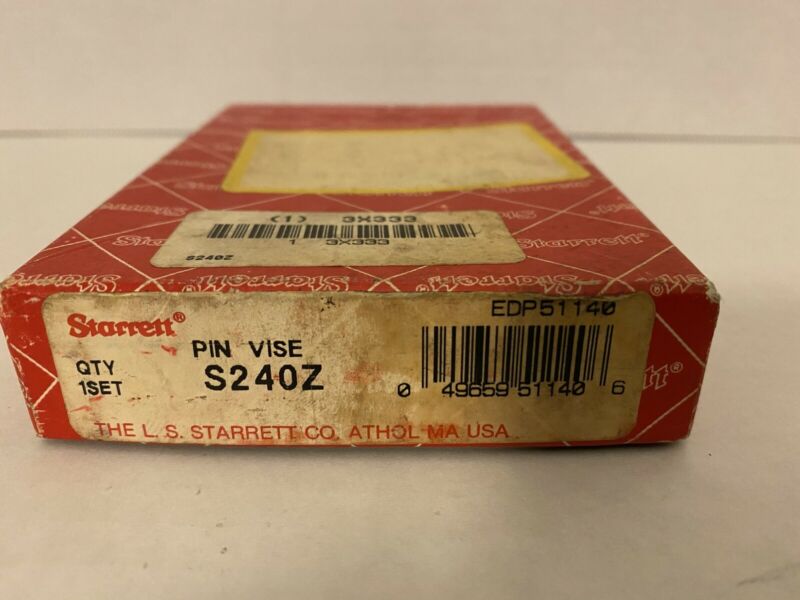 (1) 3X333
1 3X333
S240Z
Starrett
Starrett®
EDP51140
PIN VISE
QTY
1SET
S240Z
0 49659 51140 6
THE L. S. STARRETT CO. ATHOL MA USA